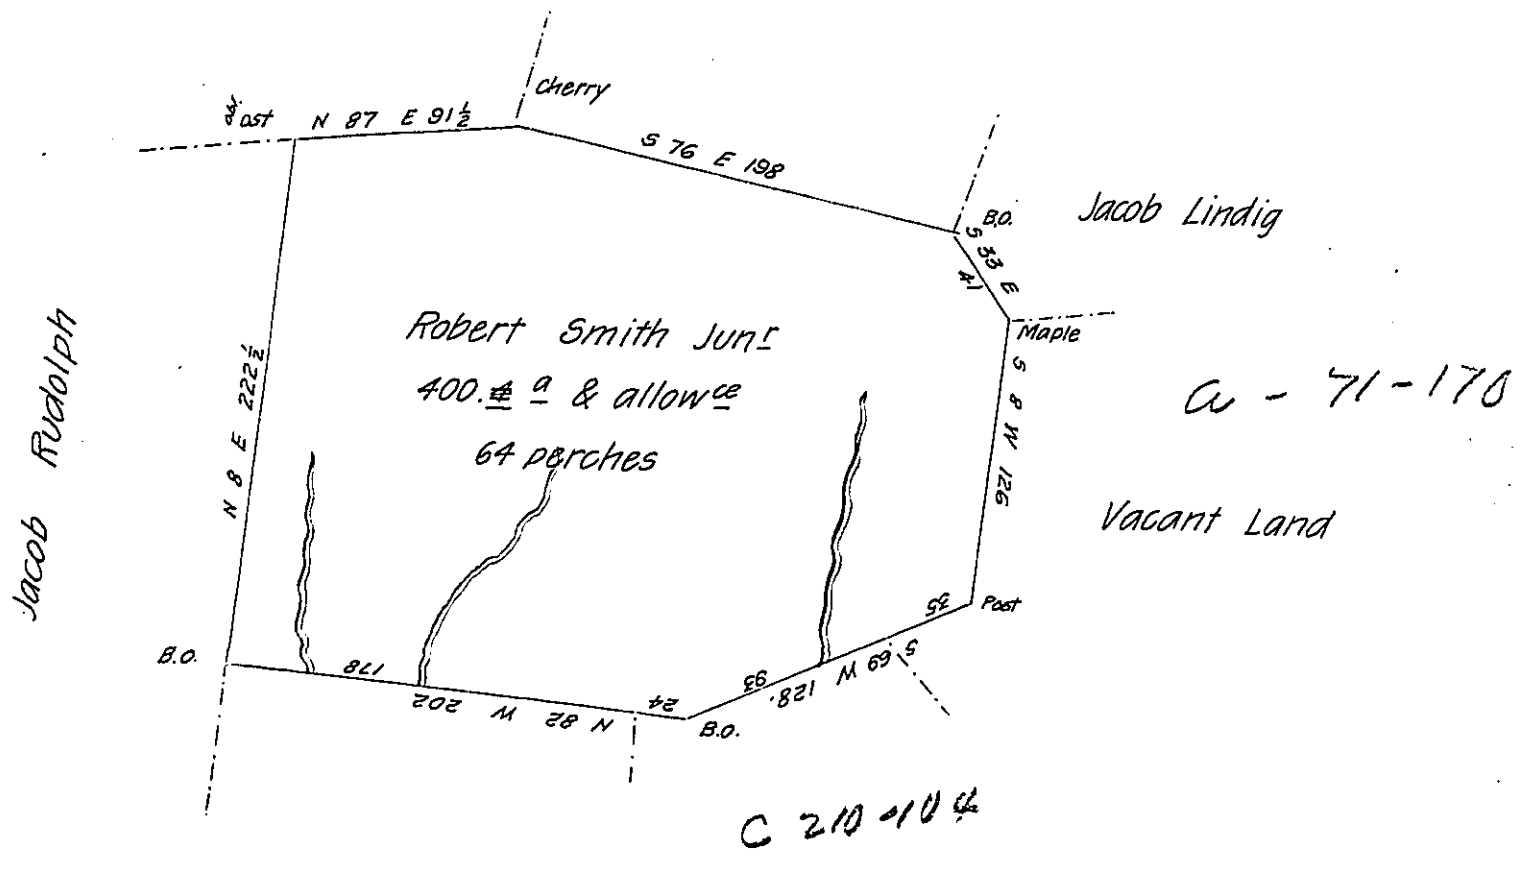 Cherry
Post N 87 E 91½
S 76 E 198
B.O.
Jacob Lindig
S 33 E
41
Maple
Robert Smith Junr
400. a & allowce
64 perches
Jacob Rudolph
N 8 E 222½
S 8 W 126
a - 71-170
Vacant Land
35
Post
S 69 W 128.
93
B.O.
178
24
N 82 W 202
B.O.
C 210-104